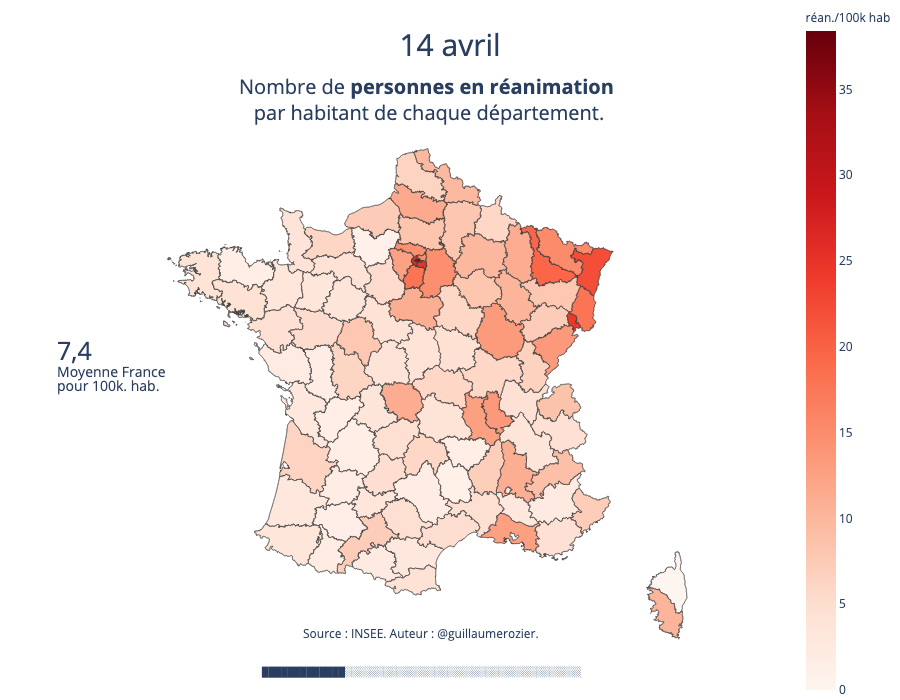 réan./100k hab
14 avril
Nombre de personnes en réanimation
par habitant de chaque département.
35
30
25
20
15
10
5
0
7,4
Moyenne France
pour 100k. hab.
Source : INSEE. Auteur : @guillaumerozier.